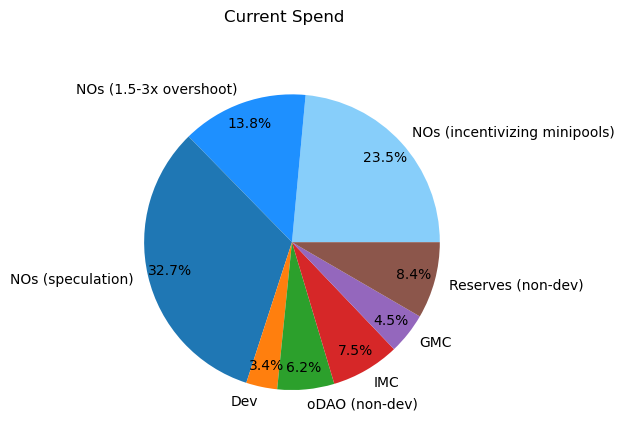 Current Spend
NOs (1.5-3x overshoot)
13.8%
NOs (incentivizing minipools)
23.5%
NOs (speculation)
32.7%
Reserves (non-dev)
8.4%
GMC
4.5%
IMC
7.5%
oDAO (non-dev)
6.2%
Dev
3.4%